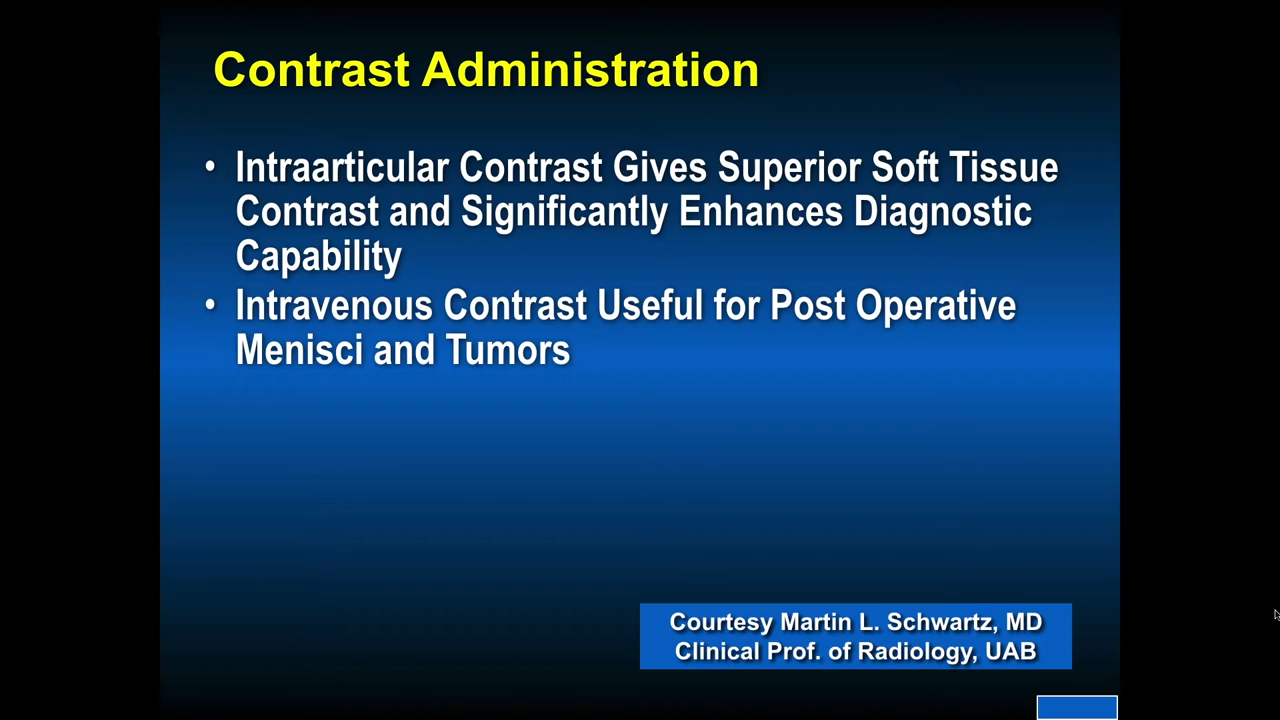 Contrast Administration
• Intraarticular Contrast Gives Superior Soft Tissue
Contrast and Significantly Enhances Diagnostic
Capability
• Intravenous Contrast Useful for Post Operative
Menisci and Tumors
Courtesy Martin L. Schwartz, MD
Clinical Prof. of Radiology, UAB